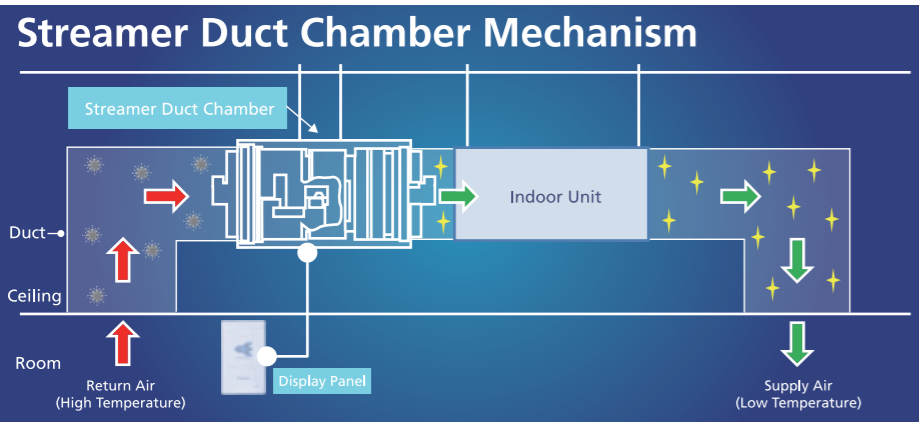 Streamer Duct Chamber Mechanism
Streamer Duct Chamber
Indoor Unit
Duct
Ceiling
Room
Return Air
(High Temperature)
Display Panel
Supply Air
(Low Temperature)